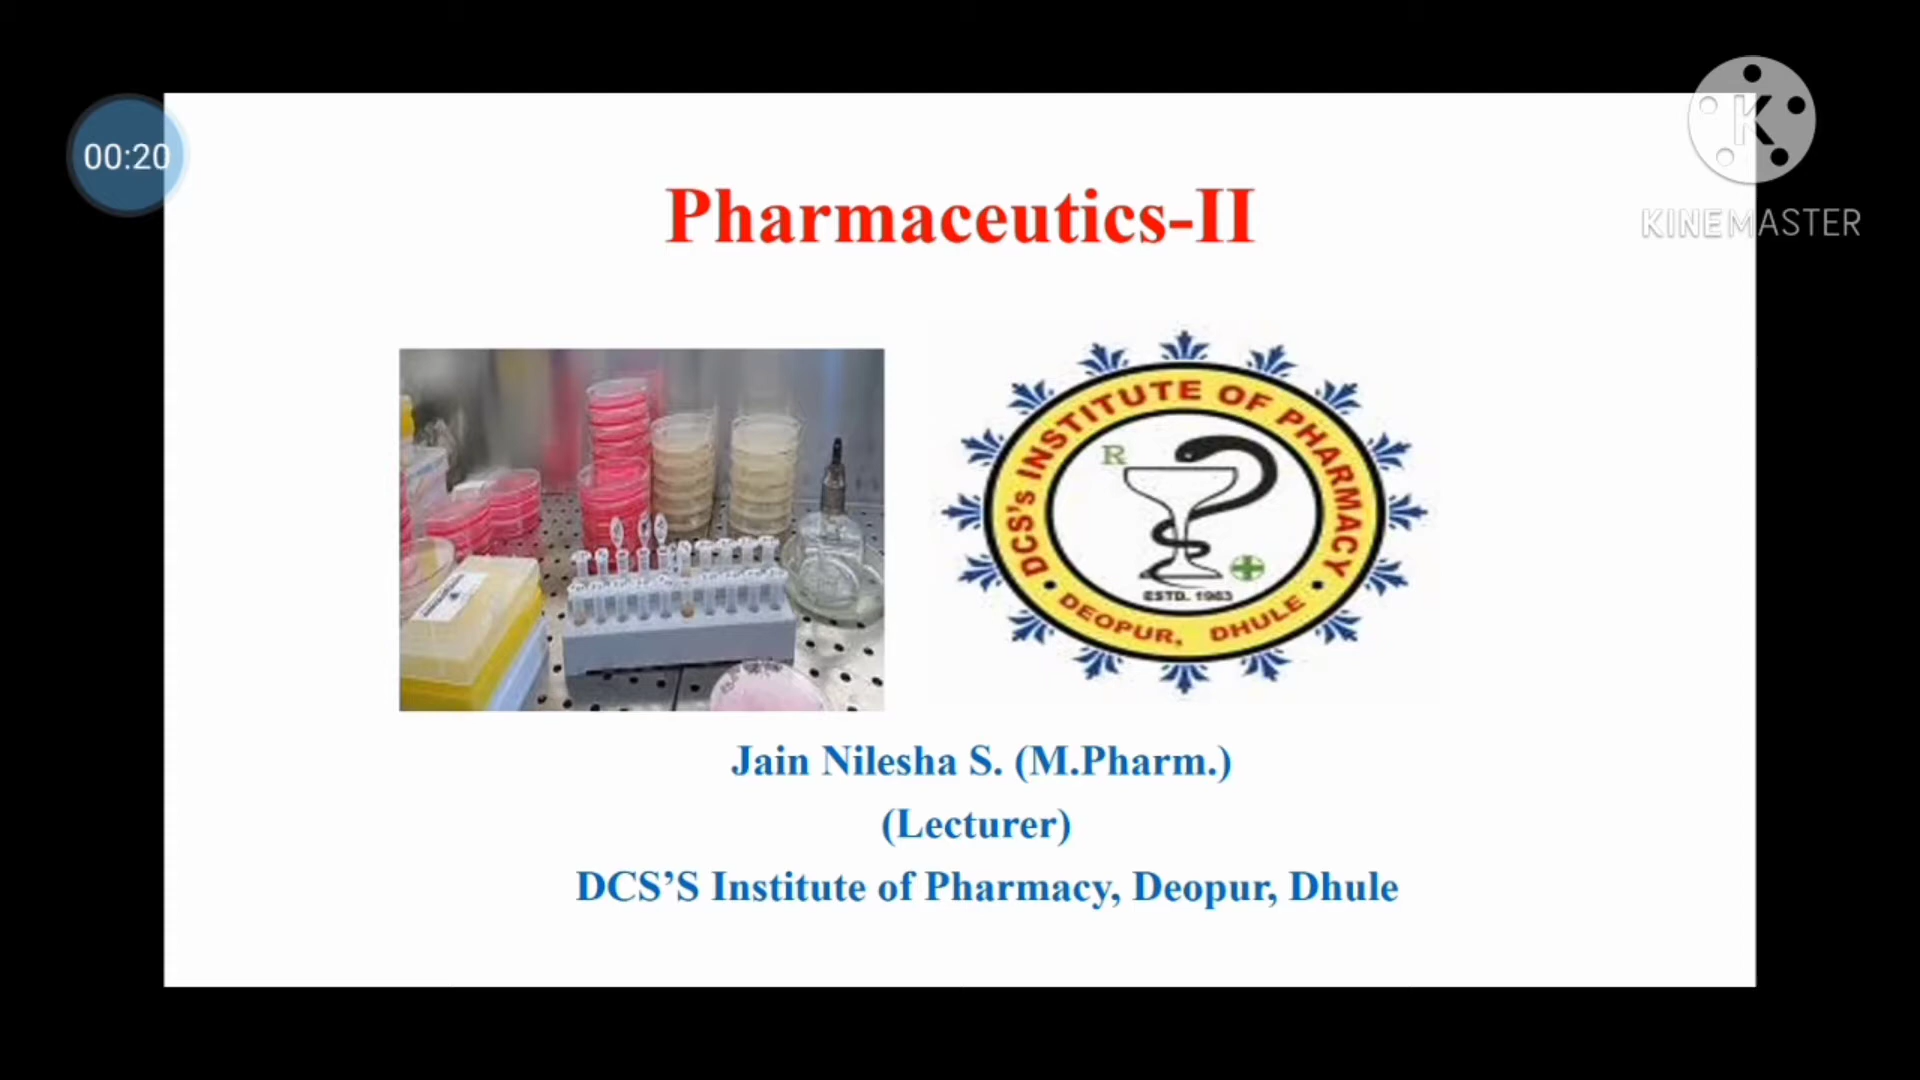 00:20
K
KINEMASTER
Pharmaceutics-II
DCS's INSTITUTE OF PHARMACY
R
ESTD. 1983
DEOPUR, DHULE
Jain Nilesha S. (M.Pharm.)
(Lecturer)
DCS’S Institute of Pharmacy, Deopur, Dhule